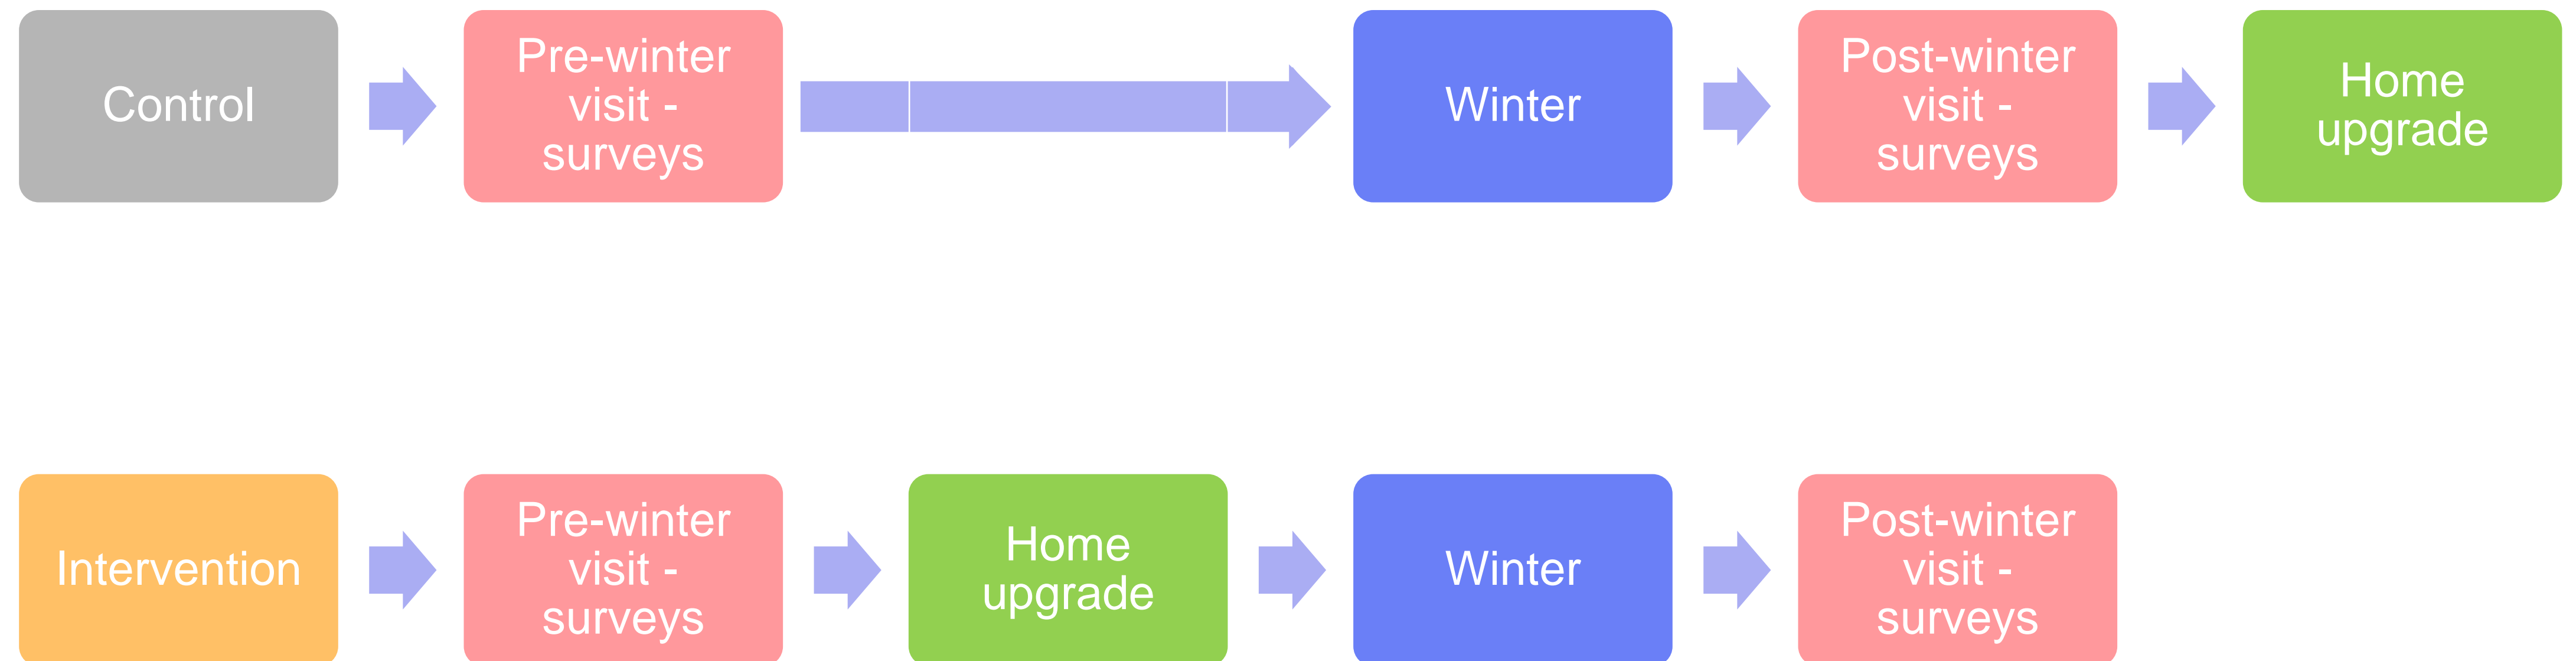 Control
Pre-winter
visit -
surveys
Winter
Post-winter
visit -
surveys
Home
upgrade
Intervention
Pre-winter
visit -
surveys
Home
upgrade
Winter
Post-winter
visit -
surveys